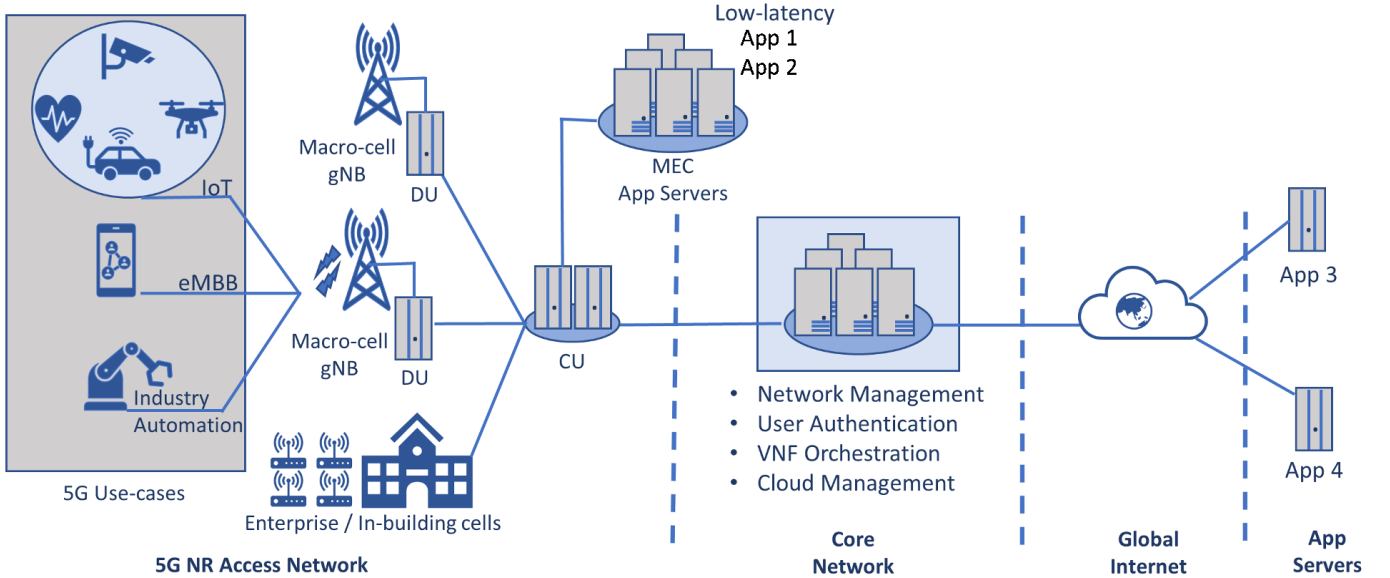 Low-latency
App 1
App 2
Macro-cell
gNB
DU
MEC
App Servers
IoT
eMBB
Industry
Automation
5G Use-cases
Macro-cell
gNB
DU
CU
Enterprise / In-building cells
5G NR Access Network
• Network Management
• User Authentication
• VNF Orchestration
• Cloud Management
Core
Network
Global
Internet
App 3
App 4
App
Servers